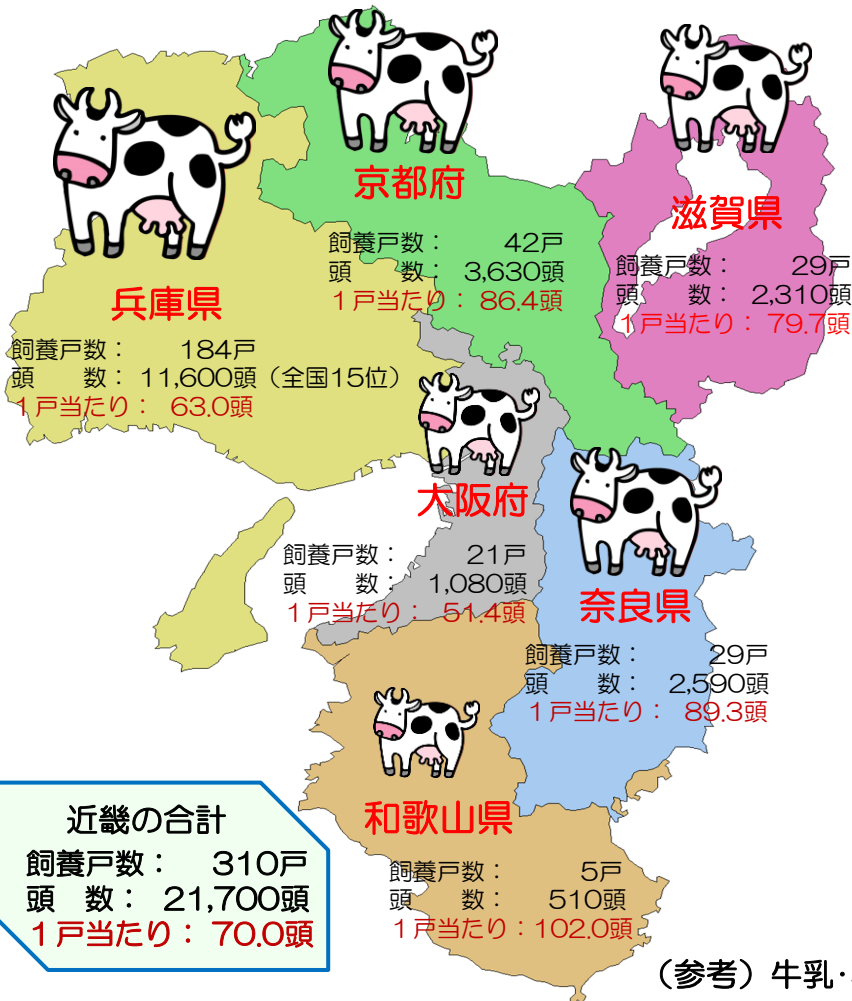 京都府
飼養戸数： 42戸
頭　　数： 3,630頭
１戸当たり： 86.4頭
滋賀県
飼養戸数： 29戸
頭　　数： 2,310頭
１戸当たり： 79.7頭
兵庫県
飼養戸数： 184戸
頭　　数： 11,600頭（全国15位）
１戸当たり： 63.0頭
大阪府
飼養戸数： 21戸
頭　　数： 1,080頭
１戸当たり： 51.4頭
奈良県
飼養戸数： 29戸
頭　　数： 2,590頭
１戸当たり： 89.3頭
和歌山県
飼養戸数： 5戸
頭　　数： 510頭
１戸当たり：102.0頭
近畿の合計
飼養戸数： 310戸
頭　数： 21,700頭
１戸当たり： 70.0頭
（参考）牛乳・